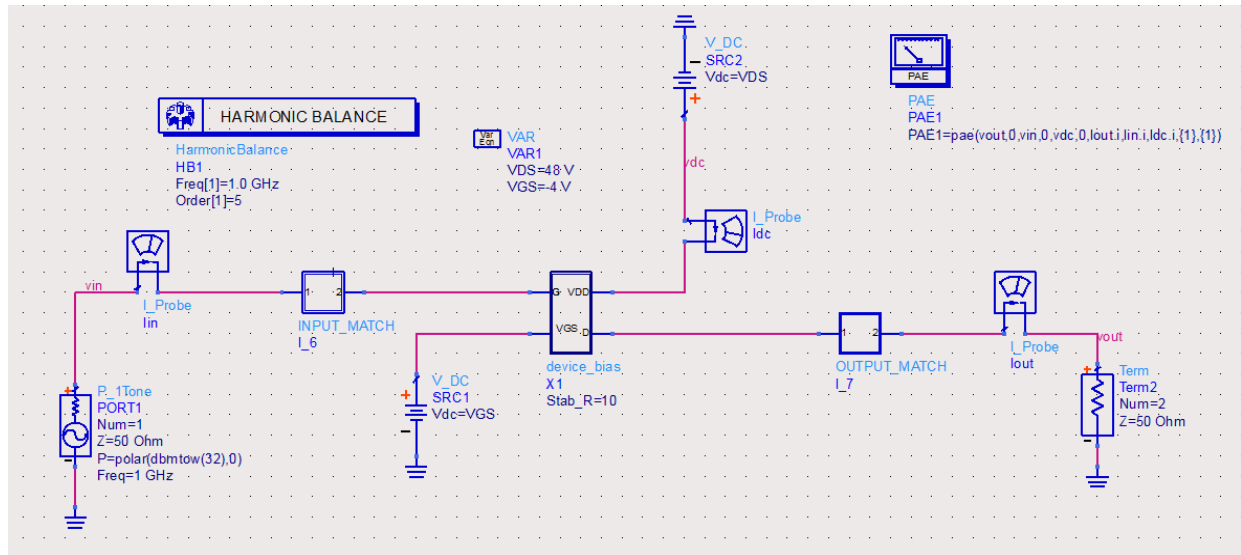 V_DC
SRC2
Vdc=VDS
PAE
PAE
PAE1
PAE1=pae(vout,0,vin,0,vdc,0,Iout.i,Iin.i,Idc.i,{1},{1})
HARMONIC BALANCE
HarmonicBalance
HB1
Freq[1]=1.0 GHz
Order[1]=5
Var
Eqn
VAR
VAR1
VDS=48 V
VGS=-4 V
vdc
I_Probe
Idc
vin
I_Probe
Iin
1 2
INPUT_MATCH
I_6
G VDD
VGS D
device_bias
X1
Stab_R=10
V_DC
SRC1
Vdc=VGS
1 2
OUTPUT_MATCH
I_7
I_Probe
Iout
vout
Term
Term2
Num=2
Z=50 Ohm
P_1Tone
PORT1
Num=1
Z=50 Ohm
P=polar(dbmtow(32),0)
Freq=1 GHz